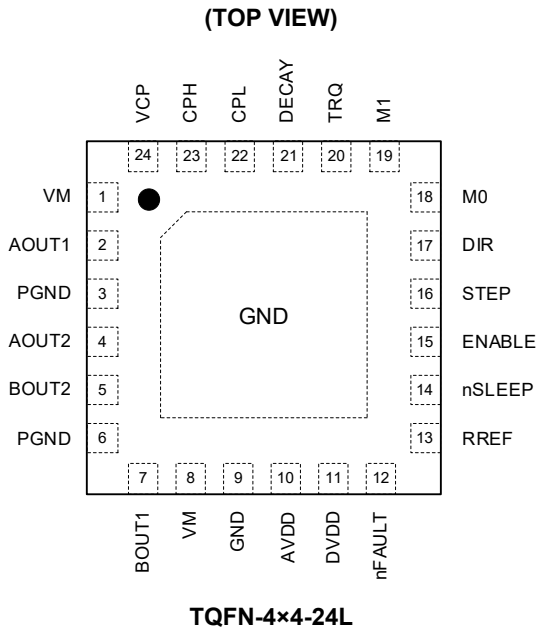 (TOP VIEW)
VCP
CPH
CPL
DECAY
TRQ
M1
24
23
22
21
20
19
VM 1
18 M0
AOUT1 2
17 DIR
PGND 3
16 STEP
GND
AOUT2 4
15 ENABLE
BOUT2 5
14 nSLEEP
PGND 6
13 RREF
7
8
9
10
11
12
BOUT1
VM
GND
AVDD
DVDD
nFAULT
TQFN-4×4-24L